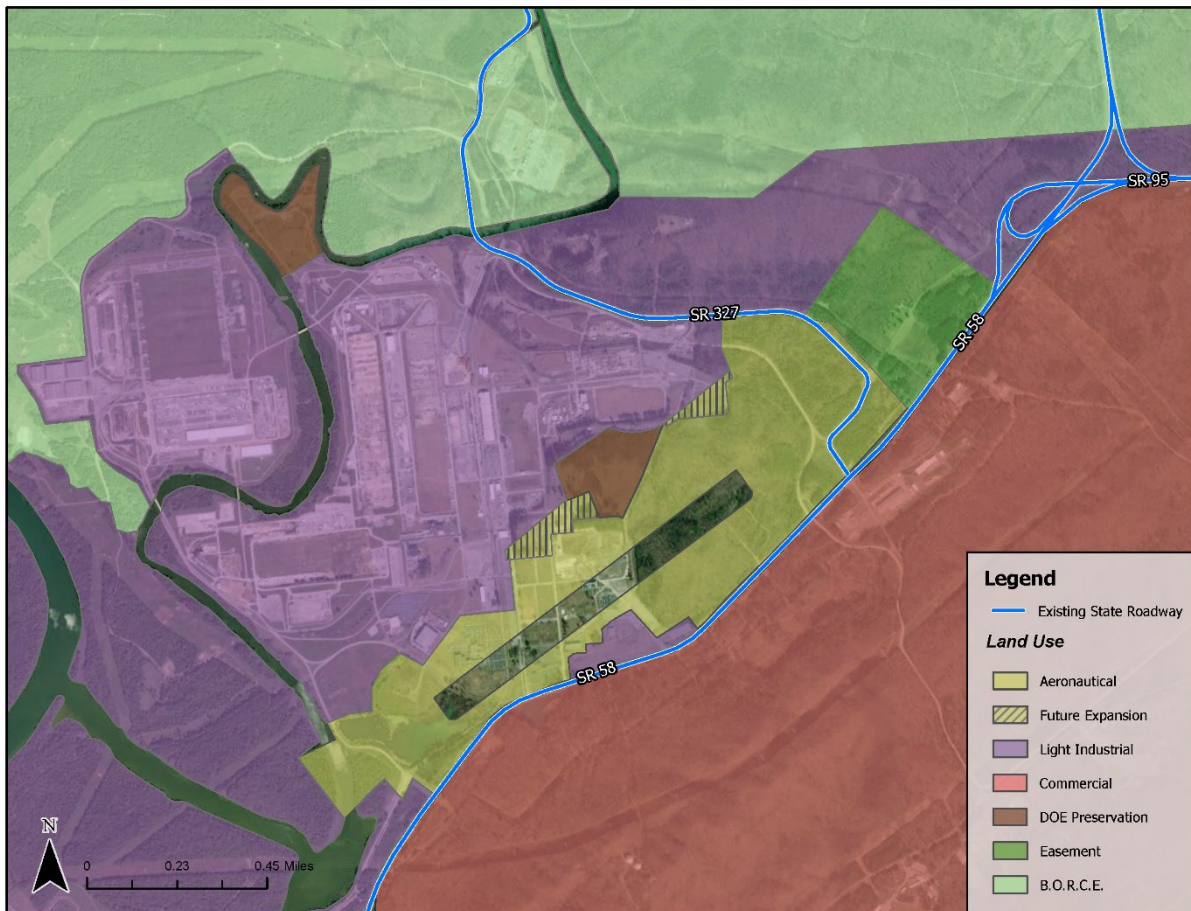 SR 95
SR 327
SR 58
SR 58
N
0 0.23 0.45 Miles
Legend
Existing State Roadway
Land Use
Aeronautical
Future Expansion
Light Industrial
Commercial
DOE Preservation
Easement
B.O.R.C.E.